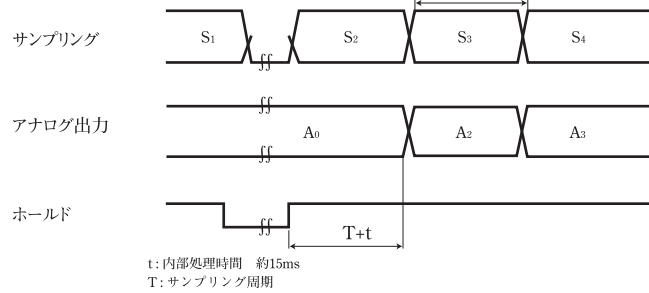 サンプリング S1 S2 S3 S4
アナログ出力 A0 A2 A3
ホールド
T+t
t : 内部処理時間　約15ms
T : サンプリング周期